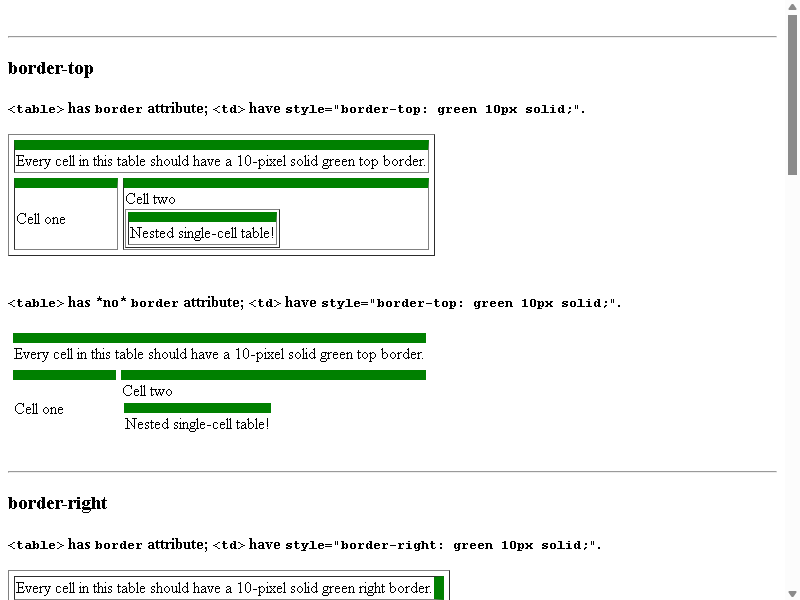 border-top
<table> has border attribute; <td> have style="border-top: green 10px solid;".
Every cell in this table should have a 10-pixel solid green top border.
Cell one
Cell two
Nested single-cell table!
<table> has *no* border attribute; <td> have style="border-top: green 10px solid;".
Every cell in this table should have a 10-pixel solid green top border.
Cell one
Cell two
Nested single-cell table!
border-right
<table> has border attribute; <td> have style="border-right: green 10px solid;".
Every cell in this table should have a 10-pixel solid green right border.